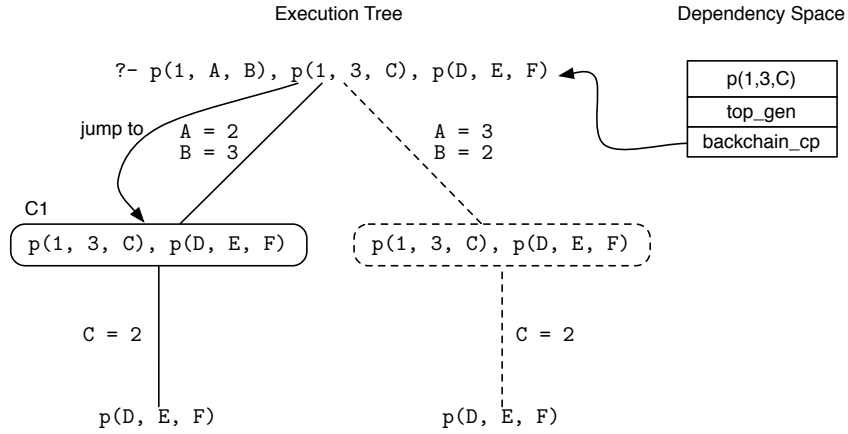 Execution Tree
Dependency Space
?- p(1, A, B), p(1, 3, C), p(D, E, F)
p(1,3,C)
top_gen
backchain_cp
jump to
A = 2
B = 3
A = 3
B = 2
C1
p(1, 3, C), p(D, E, F)
p(1, 3, C), p(D, E, F)
C = 2
C = 2
p(D, E, F)
p(D, E, F)